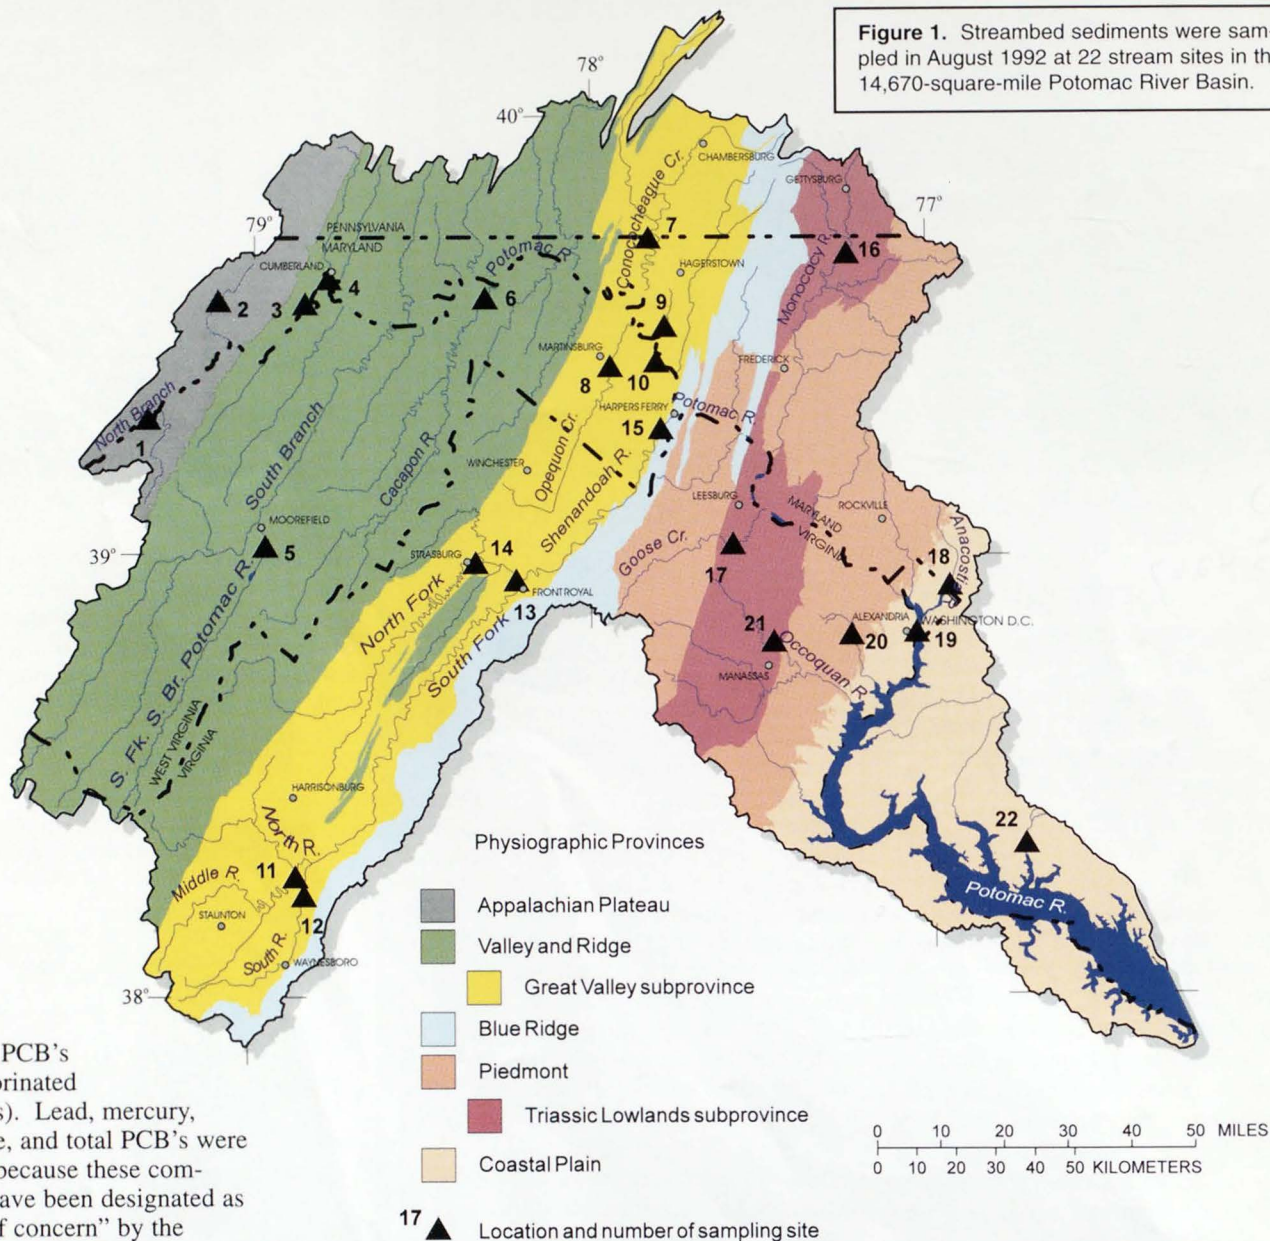 Figure 1. Streambed sediments were sam-
pled in August 1992 at 22 stream sites in th
14,670-square-mile Potomac River Basin.
78°
40°
79°
77°
39°
38°
PENNSYLVANIA
MARYLAND
CUMBERLAND
CHAMBERSBURG
GETTYSBURG
HAGERSTOWN
MARTINSBURG
FREDERICK
HARPERS FERRY
WINCHESTER
LEESBURG
ROCKVILLE
MARYLAND
VIRGINIA
MOOREFIELD
STRASBURG
FRONT ROYAL
ALEXANDRIA
WASHINGTON D.C.
MANASSAS
WEST VIRGINIA
VIRGINIA
HARRISONBURG
STAUNTON
WAYNESBORO
Conococheague Cr.
Potomac R.
Monocacy R.
North Branch
South Branch
Cacapon R.
Opequon Cr.
Shenandoah R.
Potomac R.
Goose Cr.
Anacostia R.
S. Fk. S. Br. Potomac R.
North Fork
South Fork
Occoquan R.
North R.
Middle R.
South R.
Potomac R.
1
2
3
4
5
6
7
8
9
10
11
12
13
14
15
16
17
18
19
20
21
22
Physiographic Provinces
Appalachian Plateau
Valley and Ridge
Great Valley subprovince
Blue Ridge
Piedmont
Triassic Lowlands subprovince
Coastal Plain
17 Location and number of sampling site
0 10 20 30 40 50 MILES
0 10 20 30 40 50 KILOMETERS
PCB's
orinated
s). Lead, mercury,
e, and total PCB's were
because these com-
ave been designated as
f concern" by the